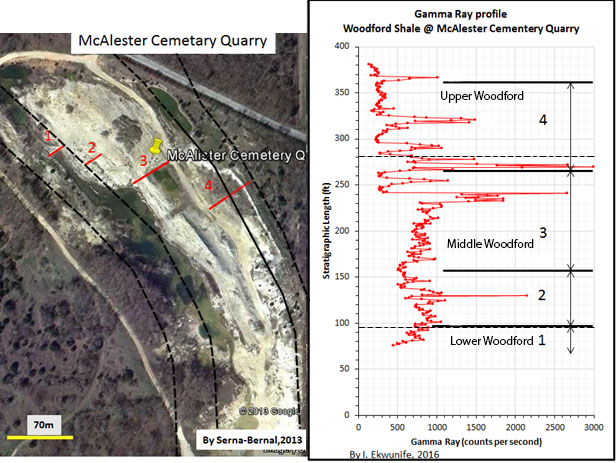 McAlester Cemetary Quarry
1
2
3
McAlister Cemetery Q
4
© 2013 Google
70m
By Serna-Bernal,2013
Gamma Ray profile
Woodford Shale @ McAlester Cementery Quarry
Stratigraphic Length (ft)
400
350
300
250
200
150
100
50
0
Upper Woodford
4
3
Middle Woodford
2
Lower Woodford 1
0 500 1000 1500 2000 2500 3000
Gamma Ray (counts per second)
By I. Ekwunife, 2016